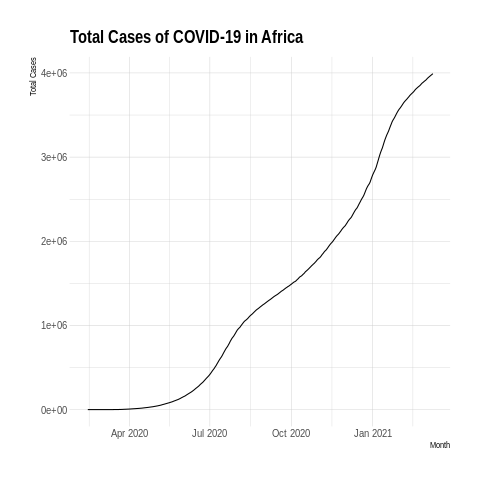 Total Cases of COVID-19 in Africa
Total Cases
4e+06
3e+06
2e+06
1e+06
0e+00
Apr 2020 Jul 2020 Oct 2020 Jan 2021
Month